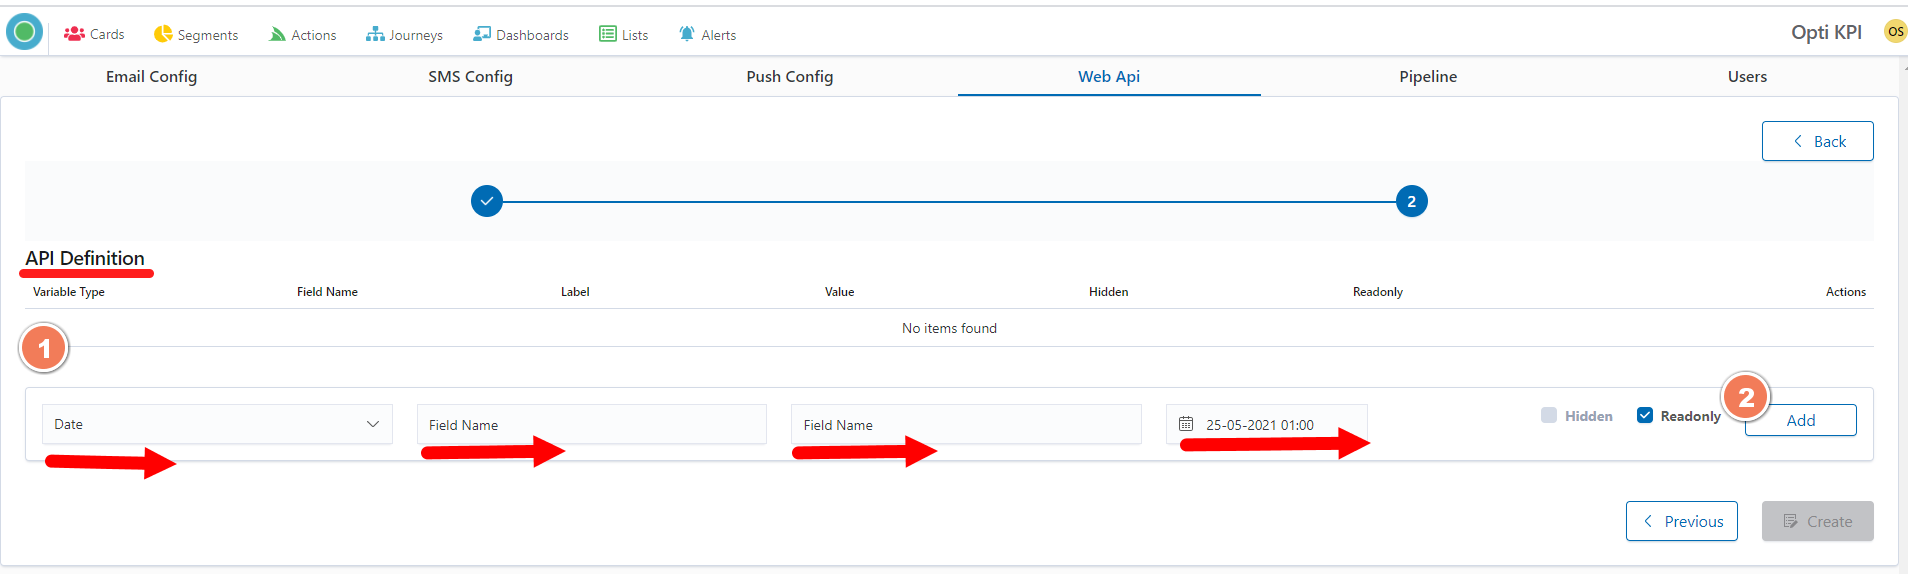 Cards Segments Actions Journeys Dashboards Lists Alerts Opti KPI OS
Email Config SMS Config Push Config Web Api Pipeline Users
Back
2
API Definition
Variable Type Field Name Label Value Hidden Readonly Actions
No items found
1
2
Date Field Name Field Name 25-05-2021 01:00 Hidden Readonly Add
Previous Create